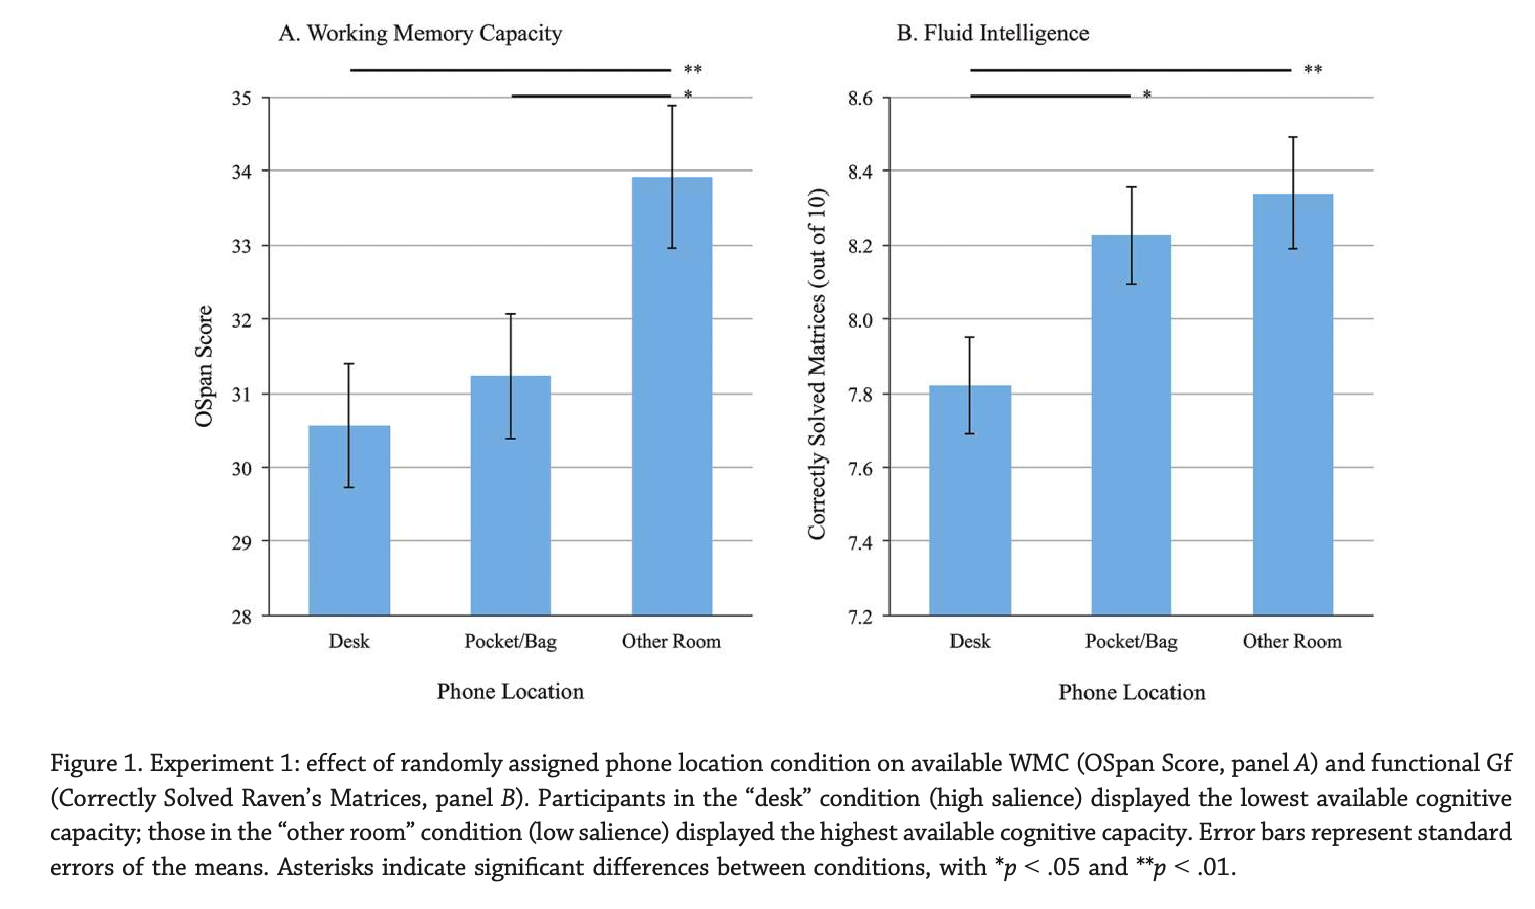 A. Working Memory Capacity
**
*
35
34
33
32
31
30
29
28
OSpan Score
Desk Pocket/Bag Other Room
Phone Location
B. Fluid Intelligence
**
*
8.6
8.4
8.2
8.0
7.8
7.6
7.4
7.2
Correctly Solved Matrices (out of 10)
Desk Pocket/Bag Other Room
Phone Location
Figure 1. Experiment 1: effect of randomly assigned phone location condition on available WMC (OSpan Score, panel A) and functional Gf
(Correctly Solved Raven’s Matrices, panel B). Participants in the “desk” condition (high salience) displayed the lowest available cognitive
capacity; those in the “other room” condition (low salience) displayed the highest available cognitive capacity. Error bars represent standard
errors of the means. Asterisks indicate significant differences between conditions, with *p < .05 and **p < .01.